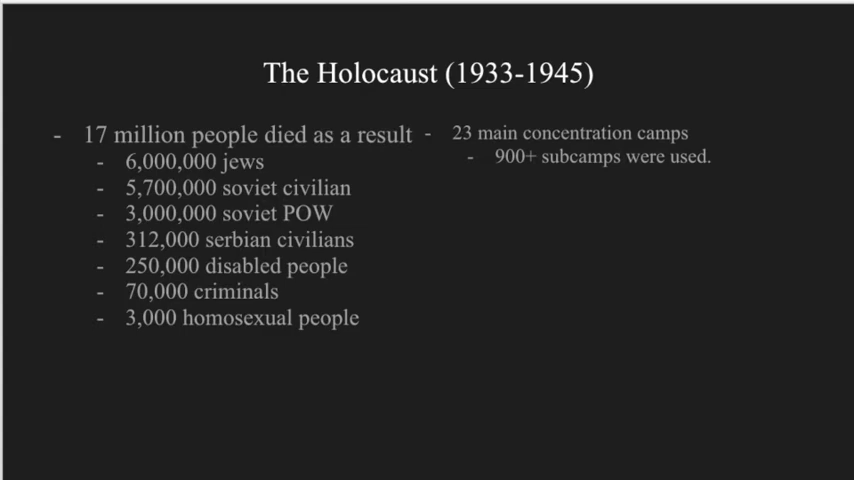 The Holocaust (1933-1945)
- 17 million people died as a result
- 6,000,000 jews
- 5,700,000 soviet civilian
- 3,000,000 soviet POW
- 312,000 serbian civilians
- 250,000 disabled people
- 70,000 criminals
- 3,000 homosexual people
- 23 main concentration camps
- 900+ subcamps were used.